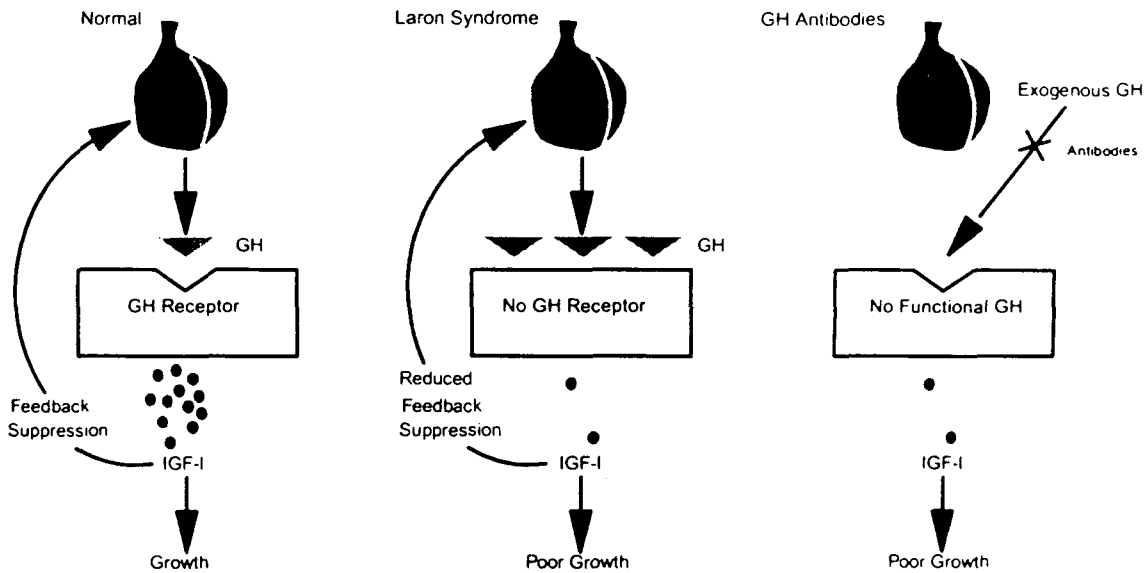 Normal
GH
GH Receptor
Feedback
Suppression
IGF-I
Growth
Laron Syndrome
GH
No GH Receptor
Reduced
Feedback
Suppression
IGF-I
Poor Growth
GH Antibodies
Exogenous GH
Antibodies
No Functional GH
IGF-I
Poor Growth